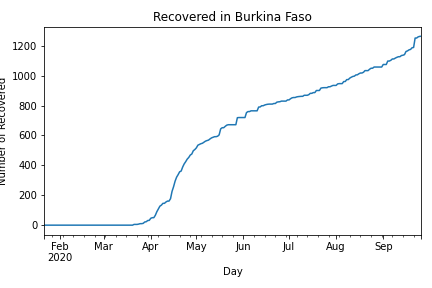 Recovered in Burkina Faso
Number of Recovered
1200
1000
800
600
400
200
0
Feb Mar Apr May Jun Jul Aug Sep
2020
Day